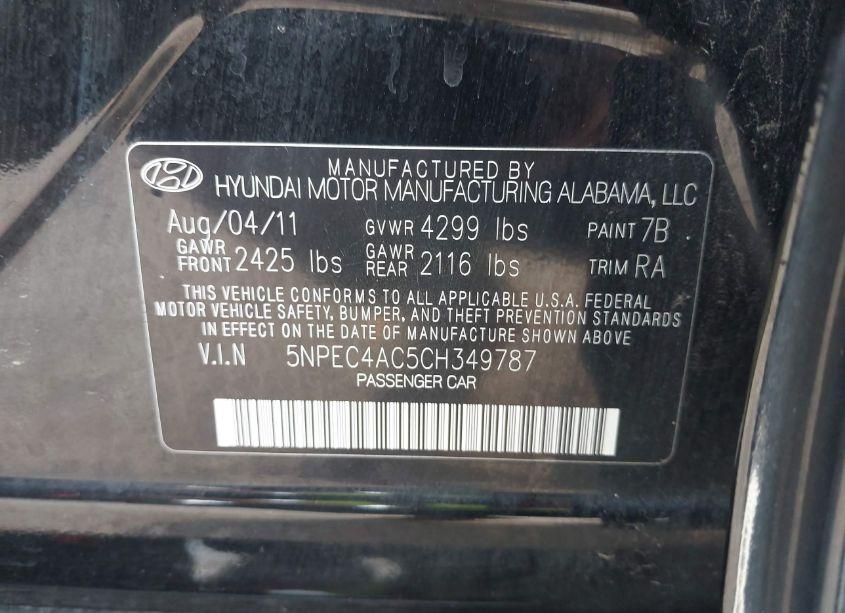 MANUFACTURED BY
HYUNDAI MOTOR MANUFACTURING ALABAMA, LLC
Aug/04/11 GVWR 4299 lbs PAINT 7B
GAWR FRONT 2425 lbs GAWR REAR 2116 lbs TRIM RA
THIS VEHICLE CONFORMS TO ALL APPLICABLE U.S.A. FEDERAL
MOTOR VEHICLE SAFETY, BUMPER, AND THEFT PREVENTION STANDARDS
IN EFFECT ON THE DATE OF MANUFACTURE SHOWN ABOVE.
V.I.N 5NPEC4AC5CH349787
PASSENGER CAR